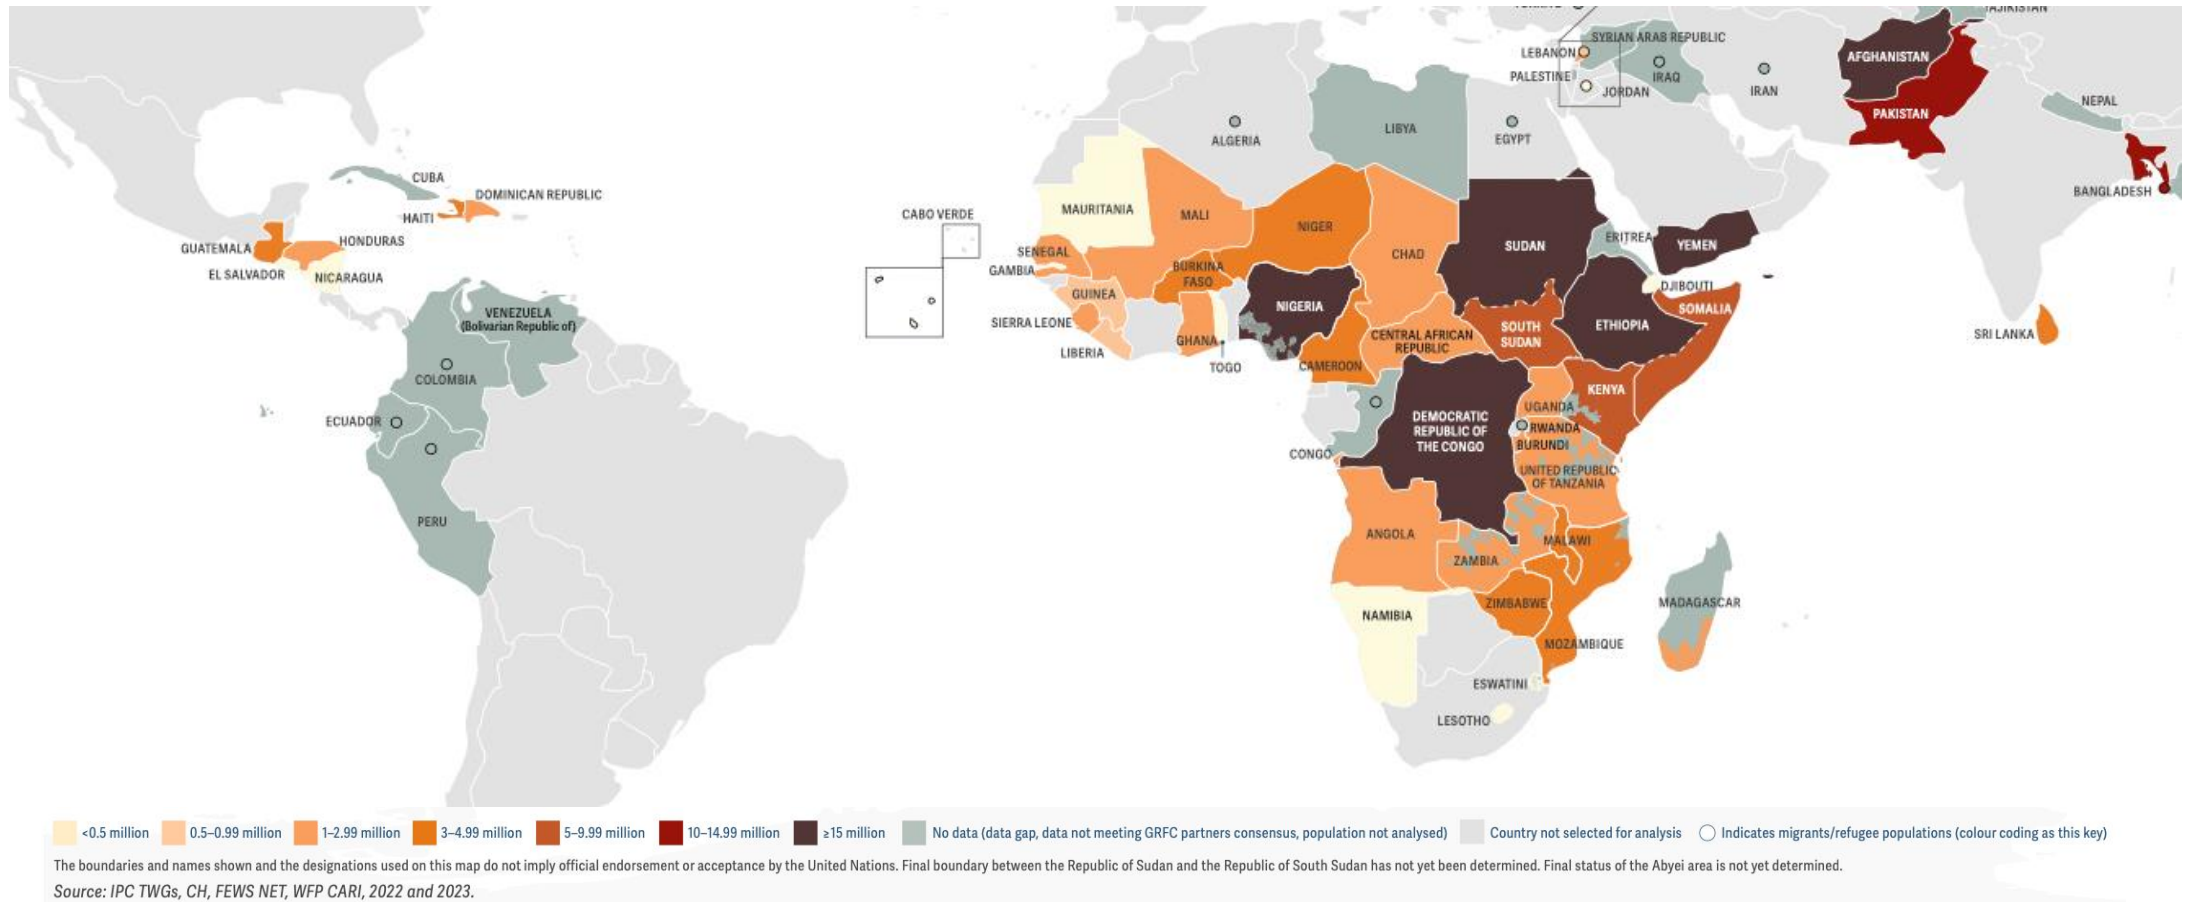 SYRIAN ARAB REPUBLIC
LEBANON
AFGHANISTAN
PALESTINE
IRAQ
JORDAN
IRAN
NEPAL
PAKISTAN
LIBYA
ALGERIA
EGYPT
CUBA
DOMINICAN REPUBLIC
BANGLADESH
HAITI
CABO VERDE
MAURITANIA
MALI
NIGER
GUATEMALA
HONDURAS
SENEGAL
CHAD
SUDAN
ERITREA
YEMEN
EL SALVADOR
NICARAGUA
GAMBIA
BURKINA
FASO
DJIBOUTI
GUINEA
NIGERIA
SOMALIA
VENEZUELA
(Bolivarian Republic of)
SIERRA LEONE
GHANA
CENTRAL AFRICAN
REPUBLIC
SOUTH
SUDAN
ETHIOPIA
SRI LANKA
LIBERIA
TOGO
CAMEROON
COLOMBIA
KENYA
ECUADOR
DEMOCRATIC
REPUBLIC OF
THE CONGO
UGANDA
RWANDA
BURUNDI
CONGO
UNITED REPUBLIC
OF TANZANIA
PERU
ANGOLA
MALAWI
ZAMBIA
ZIMBABWE
MADAGASCAR
NAMIBIA
MOZAMBIQUE
ESWATINI
LESOTHO
<0.5 million
0.5–0.99 million
1–2.99 million
3–4.99 million
5–9.99 million
10–14.99 million
≥15 million
No data (data gap, data not meeting GRFC partners consensus, population not analysed)
Country not selected for analysis
Indicates migrants/refugee populations (colour coding as this key)
The boundaries and names shown and the designations used on this map do not imply official endorsement or acceptance by the United Nations. Final boundary between the Republic of Sudan and the Republic of South Sudan has not yet been determined. Final status of the Abyei area is not yet determined.
Source: IPC TWGs, CH, FEWS NET, WFP CARI, 2022 and 2023.